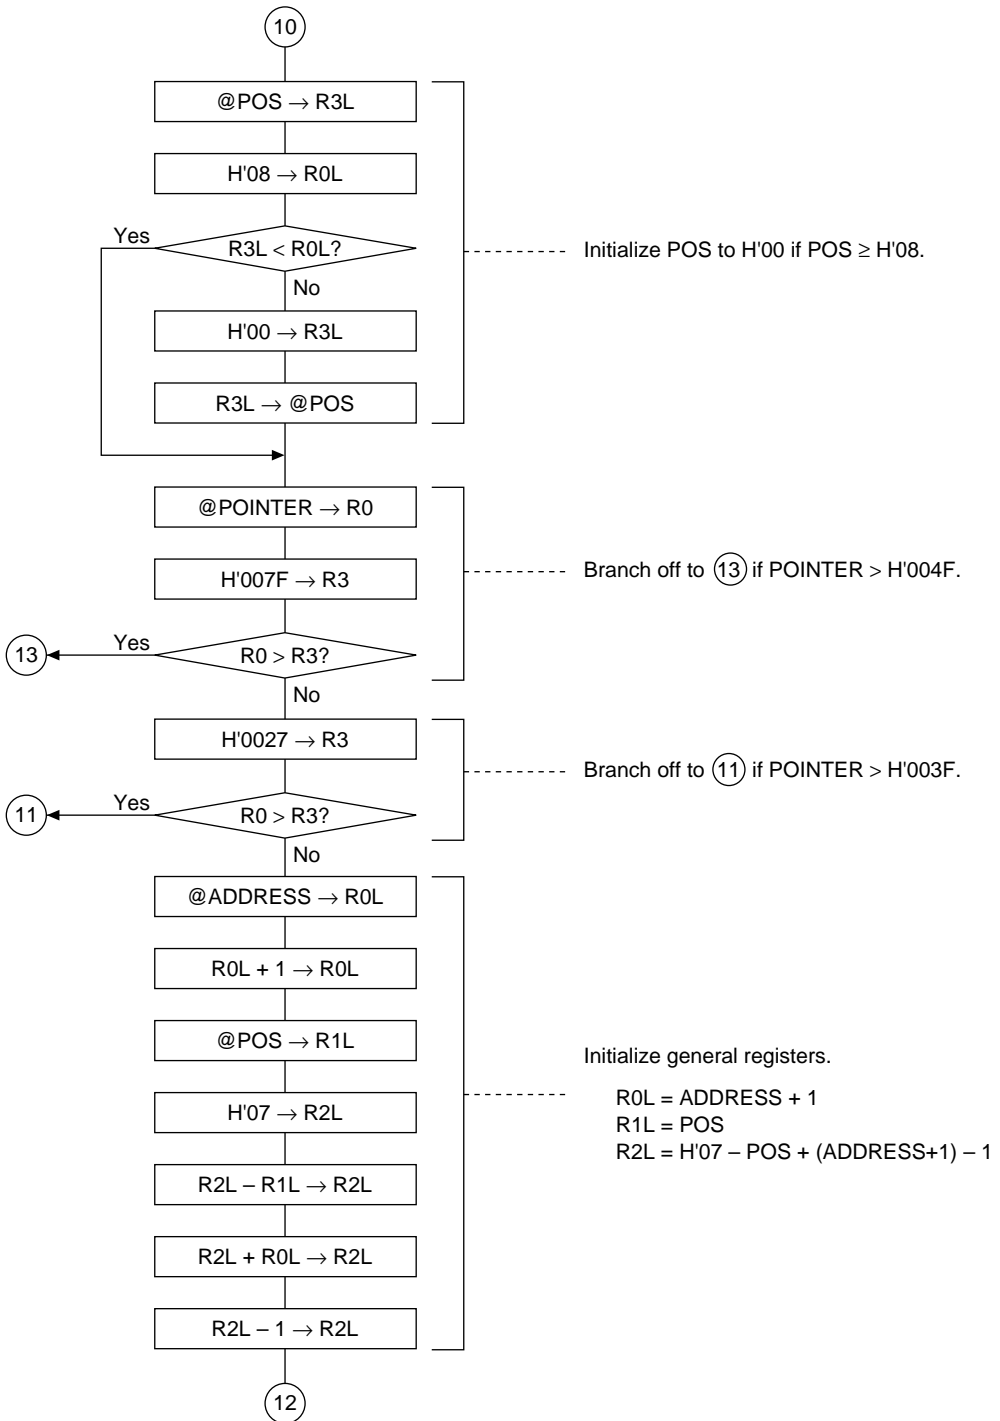 10
@POS → R3L
H'08 → R0L
Yes
R3L < R0L?
Initialize POS to H'00 if POS ≥ H'08.
No
H'00 → R3L
R3L → @POS
@POINTER → R0
H'007F → R3
Branch off to 13 if POINTER > H'004F.
13
Yes
R0 > R3?
No
H'0027 → R3
Branch off to 11 if POINTER > H'003F.
11
Yes
R0 > R3?
No
@ADDRESS → R0L
R0L + 1 → R0L
@POS → R1L
H'07 → R2L
R2L – R1L → R2L
R2L + R0L → R2L
R2L – 1 → R2L
Initialize general registers.
R0L = ADDRESS + 1
R1L = POS
R2L = H'07 – POS + (ADDRESS+1) – 1
12